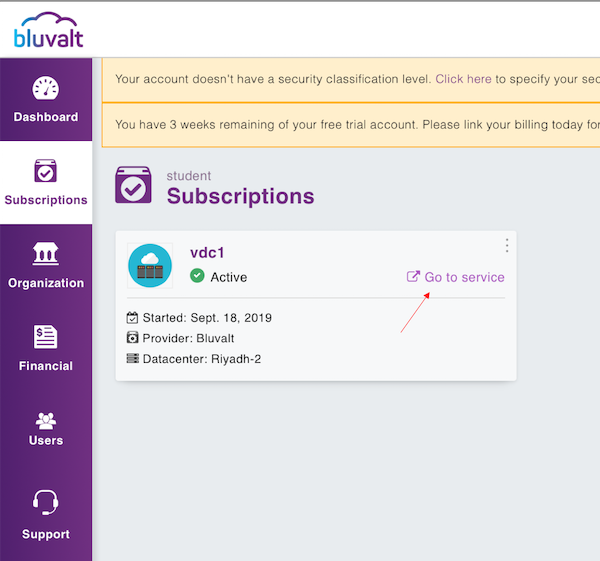 bluvalt
Your account doesn't have a security classification level. Click here to specify your
You have 3 weeks remaining of your free trial account. Please link your billing today for
Dashboard
Subscriptions
Organization
Financial
Users
Support
student
Subscriptions
vdc1
Active
Go to service
Started: Sept. 18, 2019
Provider: Bluvalt
Datacenter: Riyadh-2